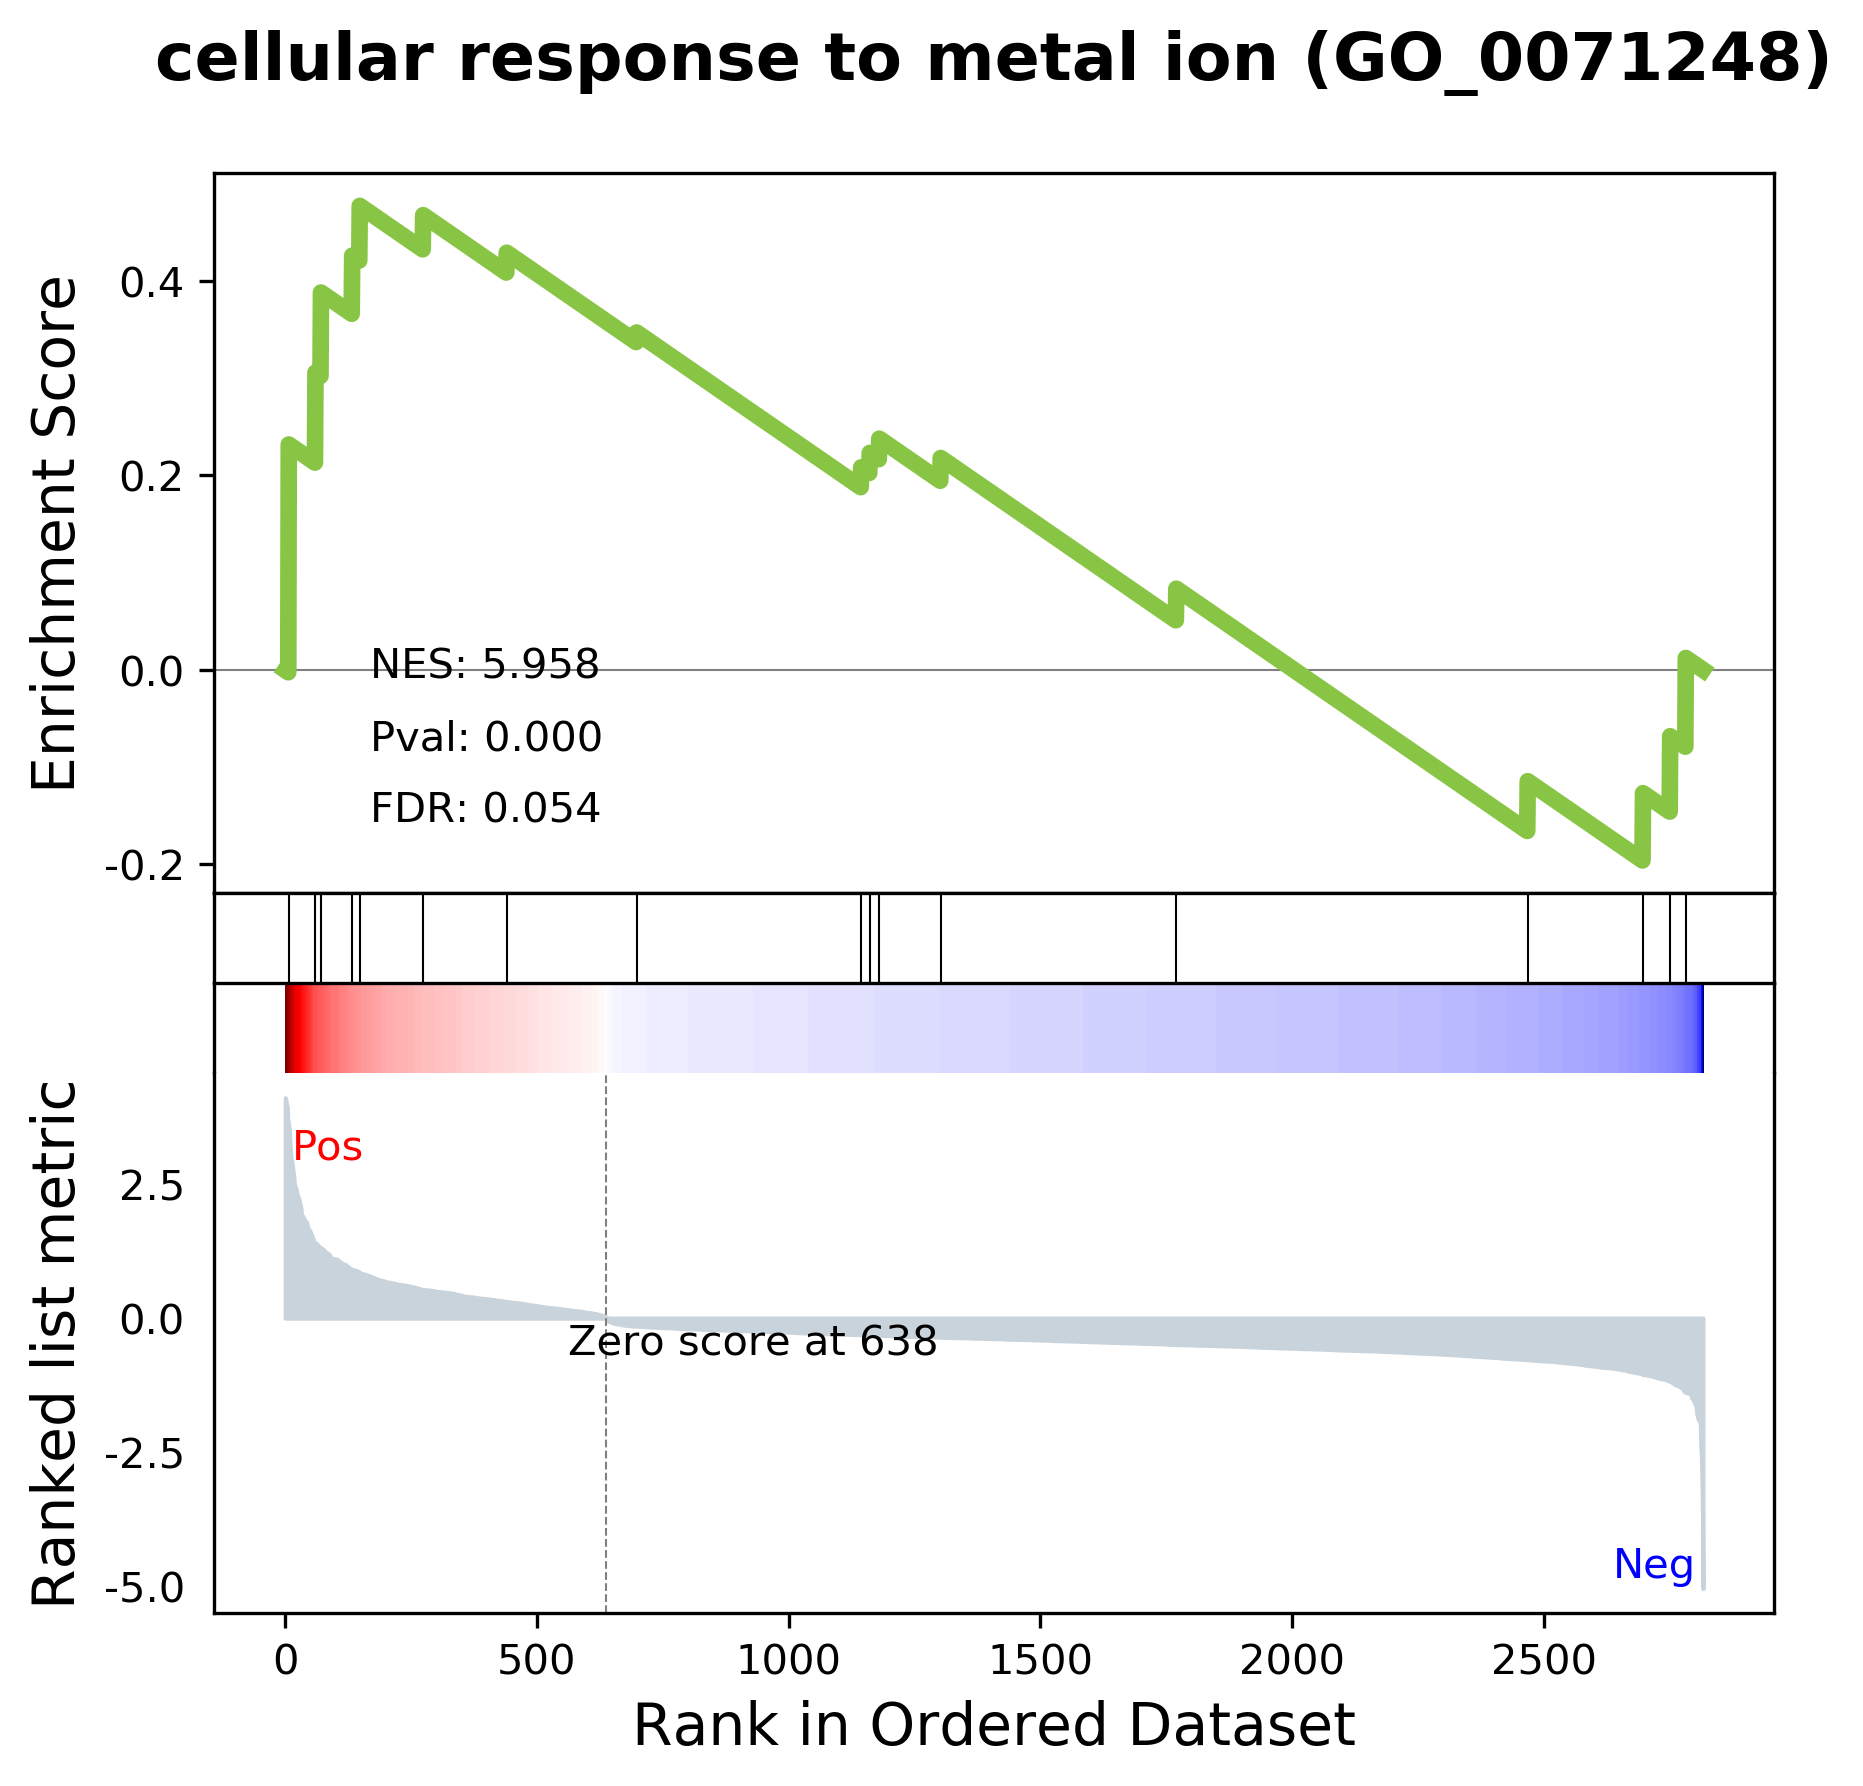 cellular response to metal ion (GO_0071248)
Enrichment Score
0.4
0.2
0.0
-0.2
NES: 5.958
Pval: 0.000
FDR: 0.054
Ranked list metric
2.5
0.0
-2.5
-5.0
Pos
Zero score at 638
Neg
0 500 1000 1500 2000 2500
Rank in Ordered Dataset